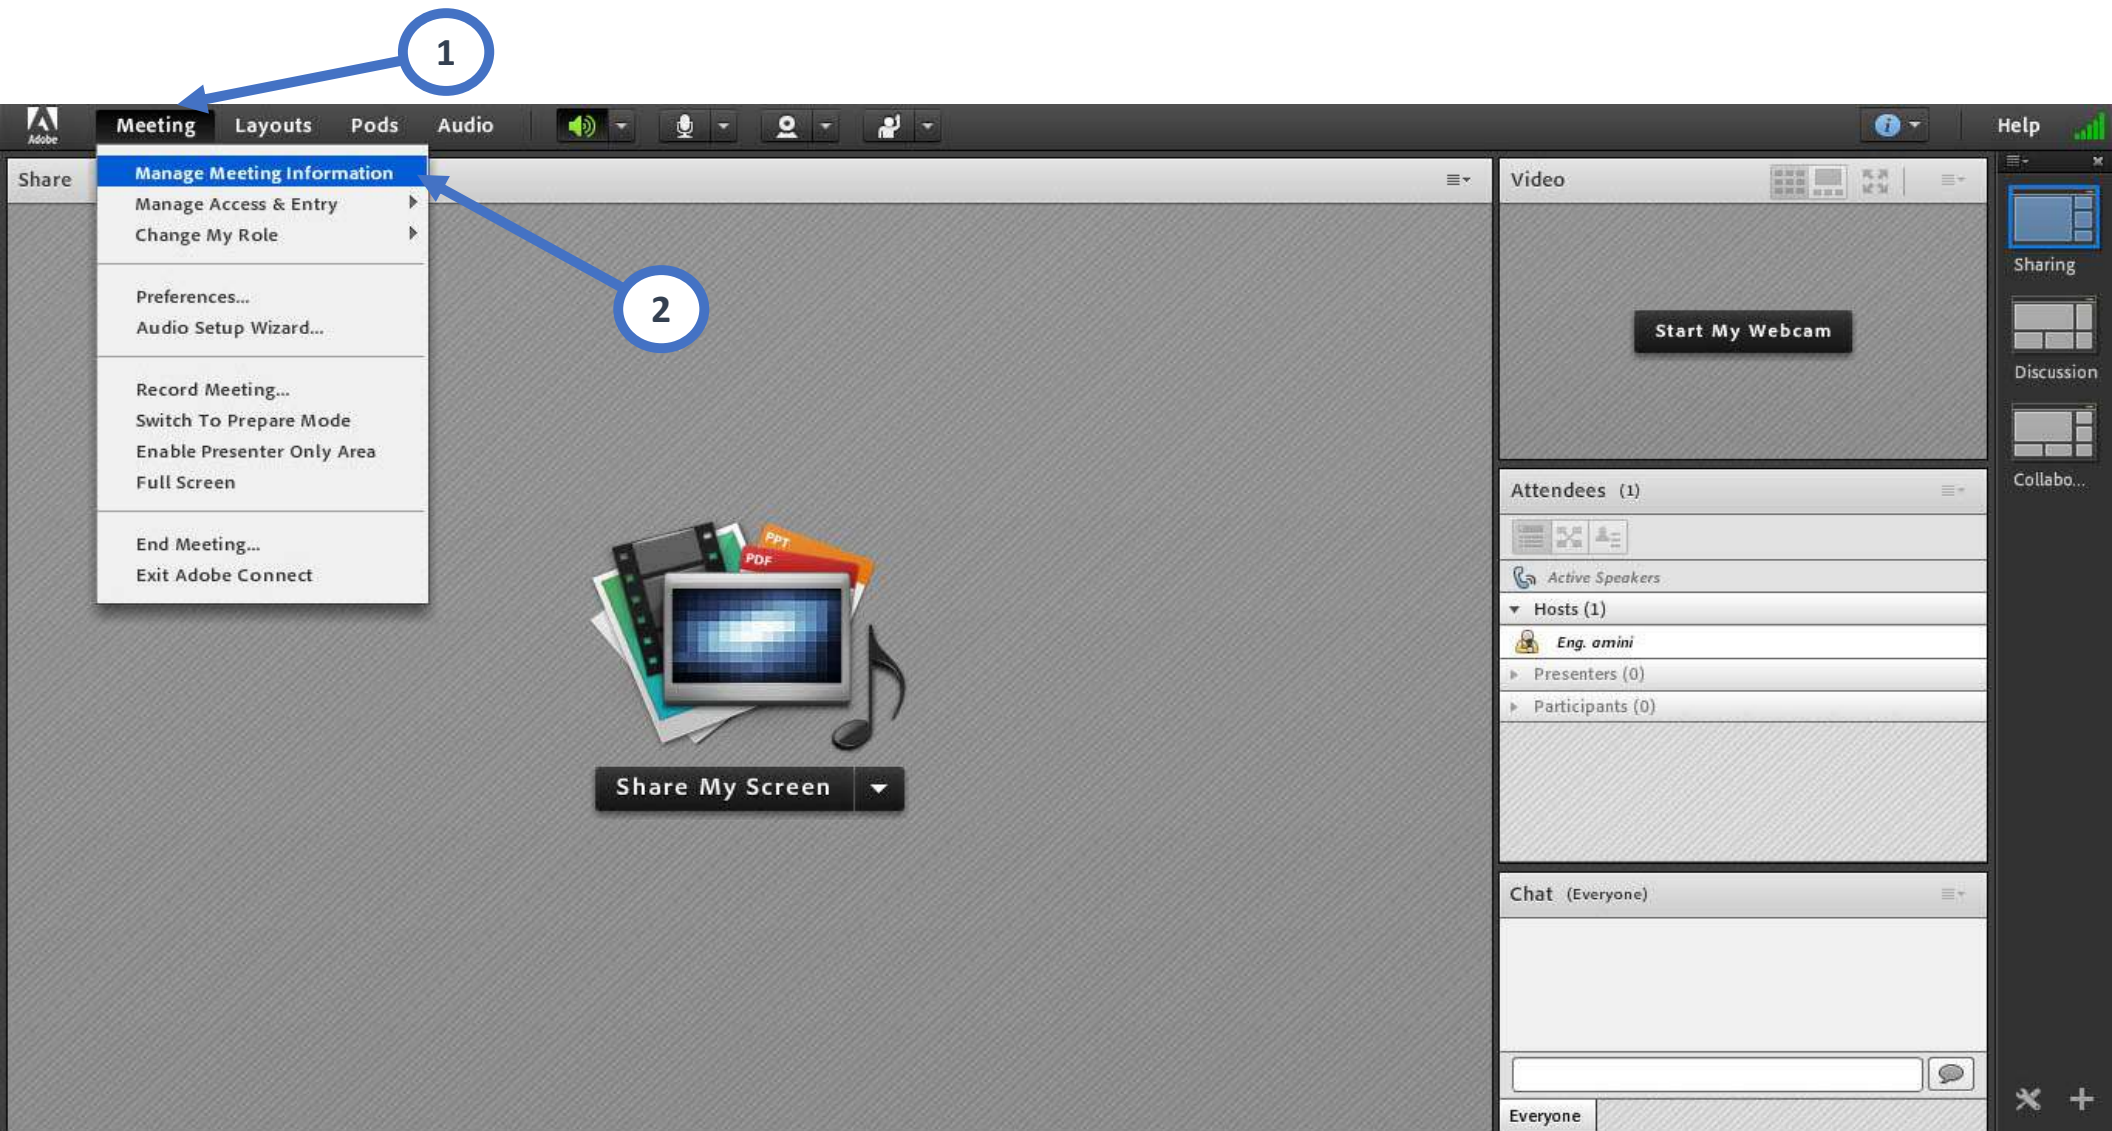 1
Adobe
Meeting Layouts Pods Audio Help
Share
Manage Meeting Information
Manage Access & Entry
Change My Role
Preferences...
Audio Setup Wizard...
Record Meeting...
Switch To Prepare Mode
Enable Presenter Only Area
Full Screen
End Meeting...
Exit Adobe Connect
2
PPT
PDF
Share My Screen
Video
Start My Webcam
Attendees (1)
Active Speakers
Hosts (1)
Eng. amini
Presenters (0)
Participants (0)
Chat (Everyone)
Everyone
Sharing
Discussion
Collabo...